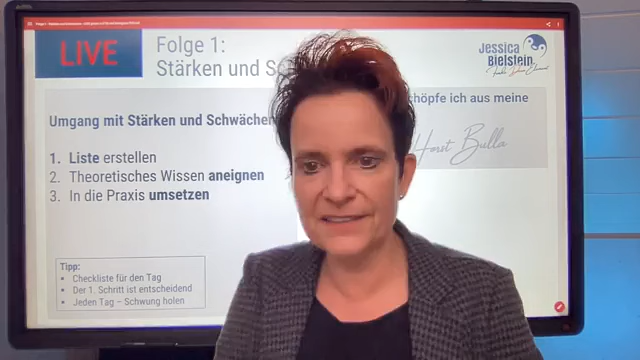 LIVE
Folge 1:
Stärken und
Jessica
Bielstein
Umgang mit Stärken und Schwächen
schöpfe ich aus meine
Horst Bulla
1. Liste erstellen
2. Theoretisches Wissen aneignen
3. In die Praxis umsetzen
Tipp:
Checkliste für den Tag
Der 1. Schritt ist entscheidend
Jeden Tag – Schwung holen